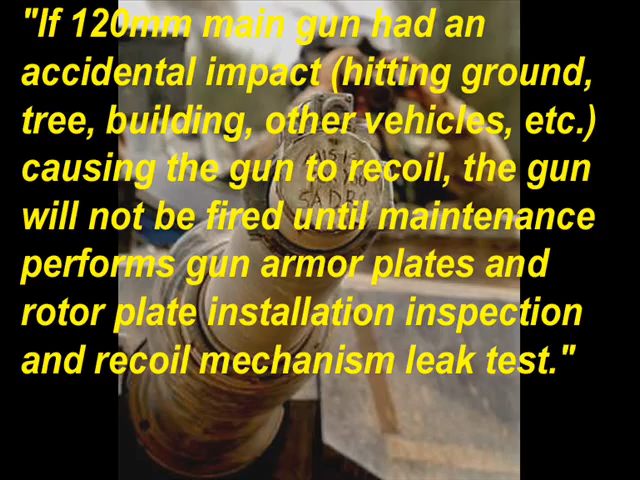 "If 120mm main gun had an
accidental impact (hitting ground,
tree, building, other vehicles, etc.)
causing the gun to recoil, the gun
will not be fired until maintenance
performs gun armor plates and
rotor plate installation inspection
and recoil mechanism leak test."